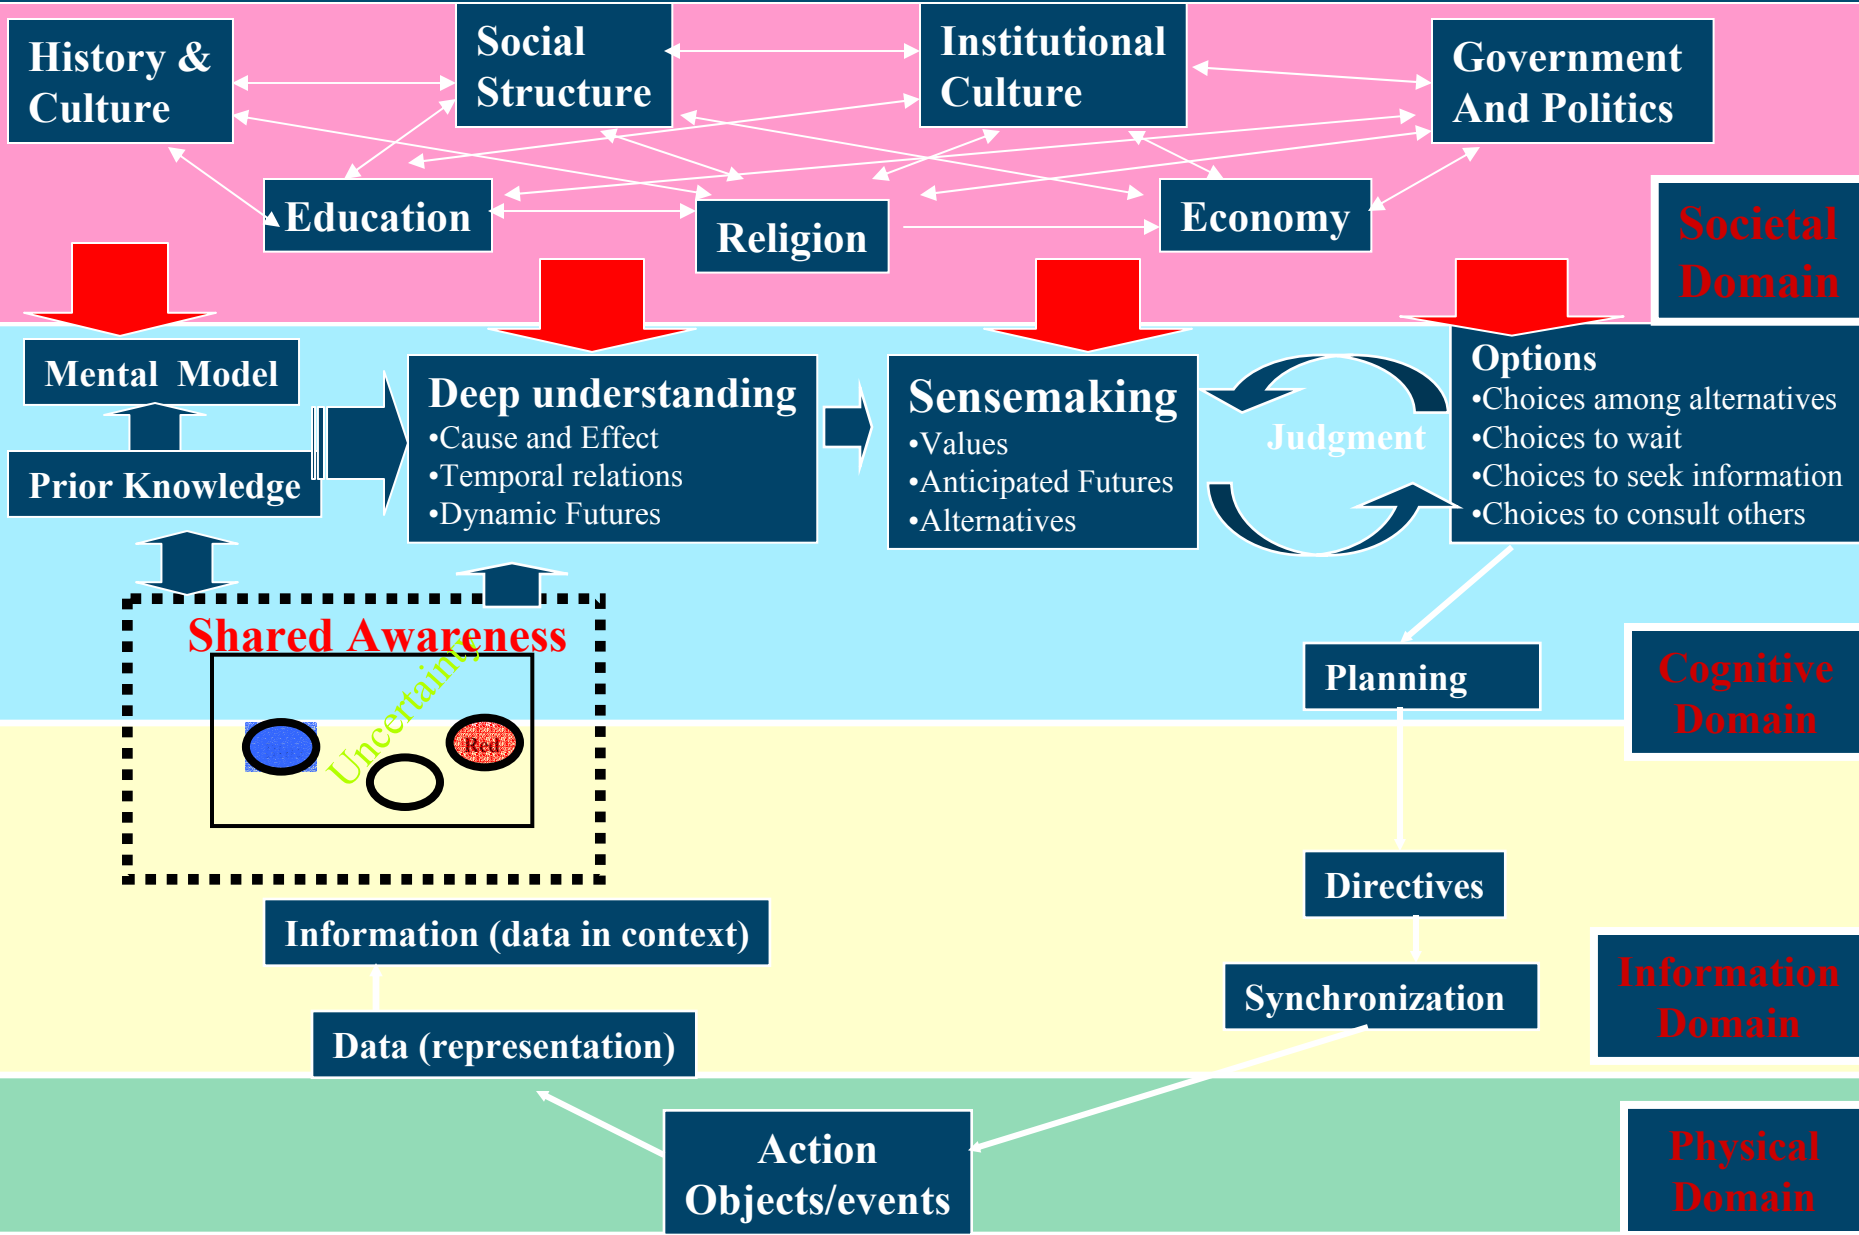 History &
Culture
Social
Structure
Institutional
Culture
Government
And Politics
Education
Religion
Economy
Societal
Domain
Mental Model
Prior Knowledge
Deep understanding
•Cause and Effect
•Temporal relations
•Dynamic Futures
Sensemaking
•Values
•Anticipated Futures
•Alternatives
Judgment
Options
•Choices among alternatives
•Choices to wait
•Choices to seek information
•Choices to consult others
Shared Awareness
Uncertainty
Red
Planning
Cognitive
Domain
Directives
Information (data in context)
Synchronization
Information
Domain
Data (representation)
Action
Objects/events
Physical
Domain